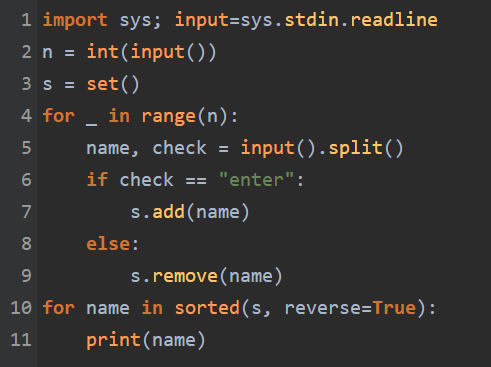 1 import sys; input=sys.stdin.readline
2 n = int(input())
3 s = set()
4 for _ in range(n):
5     name, check = input().split()
6     if check == "enter":
7         s.add(name)
8     else:
9         s.remove(name)
10 for name in sorted(s, reverse=True):
11     print(name)